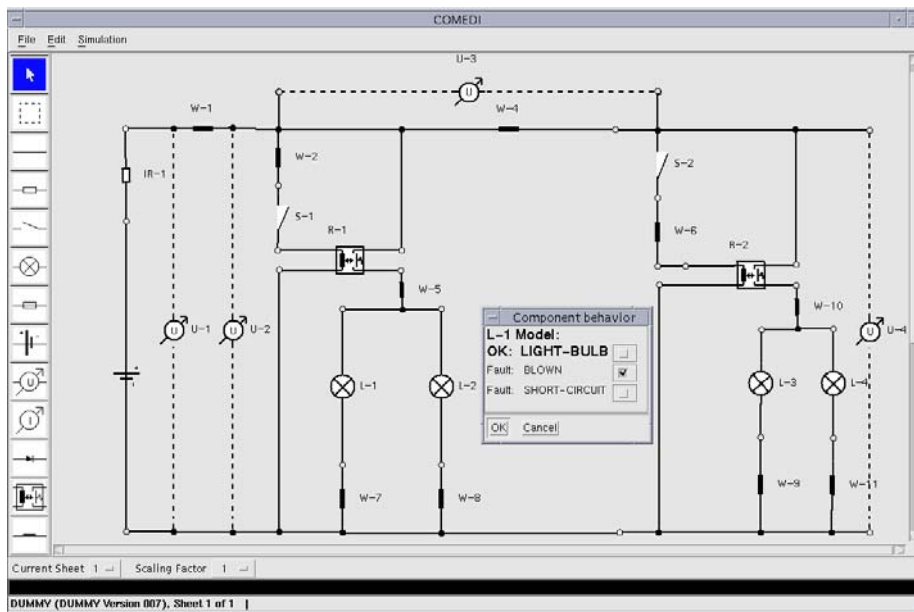 COMEDI
File Edit Simulation
U-3
W-1
W-4
W-2
S-2
IR-1
S-1
R-1
W-6
R-2
W-5
W-10
Component behavior
U-1
U-2
L-1 Model:
U-4
OK: LIGHT-BULB
Fault: BLOWN
Fault: SHORT-CIRCUIT
L-1
L-2
L-3
L-4
OK Cancel
W-7
W-8
W-9
W-11
Current Sheet 1
Scaling Factor 1
DUMMY (DUMMY Version 007), Sheet 1 of 1